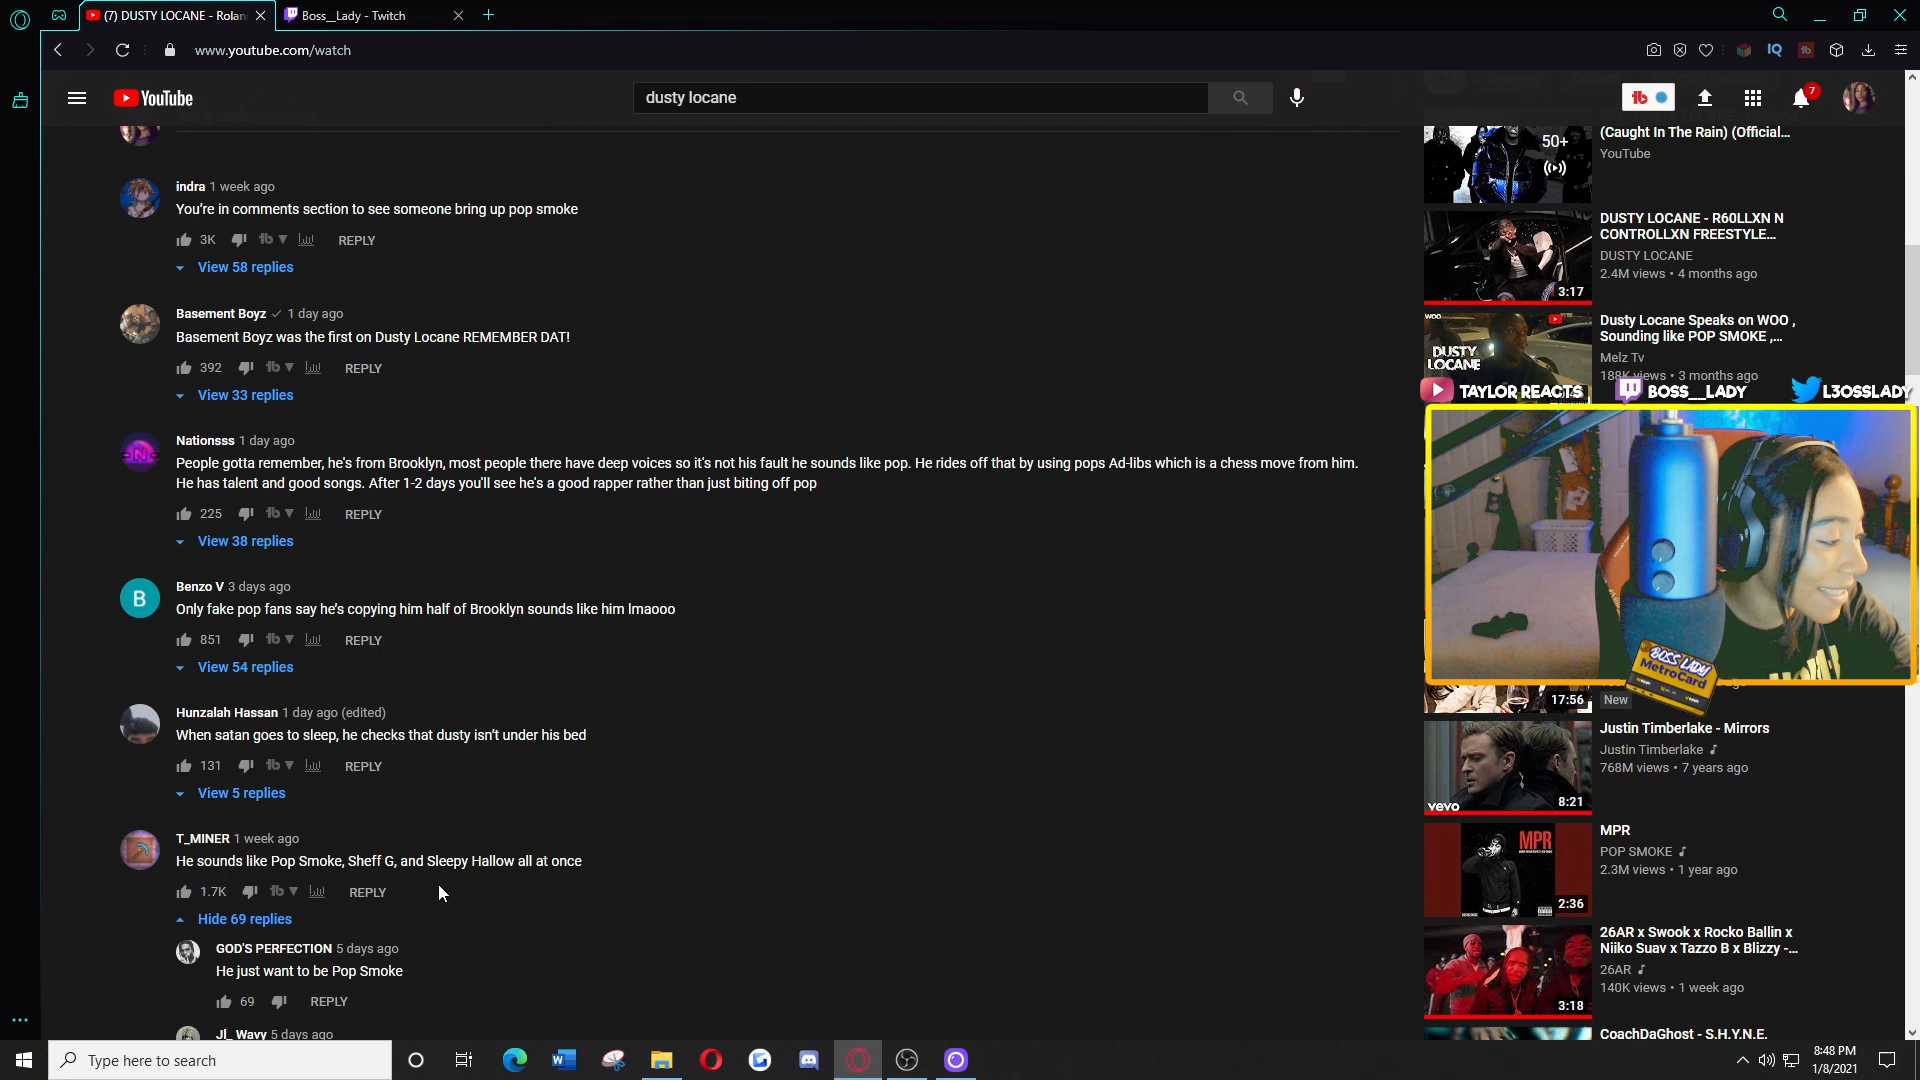 (7) DUSTY LOCANE - Rolan
Boss__Lady - Twitch
www.youtube.com/watch
YouTube
dusty locane
7
indra 1 week ago
You're in comments section to see someone bring up pop smoke
3K REPLY
View 58 replies
Basement Boyz 1 day ago
Basement Boyz was the first on Dusty Locane REMEMBER DAT!
392 REPLY
View 33 replies
Nationsss 1 day ago
People gotta remember, he's from Brooklyn, most people there have deep voices so it's not his fault he sounds like pop. He rides off that by using pops Ad-libs which is a chess move from him.
He has talent and good songs. After 1-2 days you'll see he's a good rapper rather than just biting off pop
225 REPLY
View 38 replies
B
Benzo V 3 days ago
Only fake pop fans say he's copying him half of Brooklyn sounds like him lmaooo
851 REPLY
View 54 replies
Hunzalah Hassan 1 day ago (edited)
When satan goes to sleep, he checks that dusty isn't under his bed
131 REPLY
View 5 replies
T_MINER 1 week ago
He sounds like Pop Smoke, Sheff G, and Sleepy Hallow all at once
1.7K REPLY
Hide 69 replies
GOD'S PERFECTION 5 days ago
He just want to be Pop Smoke
69 REPLY
JL_Wavy 5 days ago
50+
(Caught In The Rain) (Official...
YouTube
3:17
DUSTY LOCANE - R60LLXN N
CONTROLLXN FREESTYLE...
DUSTY LOCANE
2.4M views • 4 months ago
WOO
DUSTY
LOCANE
Dusty Locane Speaks on WOO ,
Sounding like POP SMOKE ,...
Melz Tv
188K views • 3 months ago
TAYLOR REACTS
BOSS__LADY
L3OSSLADY
BOSS LADY
MetroCard
17:56
New
vevo
8:21
Justin Timberlake - Mirrors
Justin Timberlake
768M views • 7 years ago
MPR
2:36
MPR
POP SMOKE
2.3M views • 1 year ago
3:18
26AR x Swook x Rocko Ballin x
Niiko Suav x Tazzo B x Blizzy -...
26AR
140K views • 1 week ago
CoachDaGhost - S.H.Y.N.E.
Type here to search
8:48 PM
1/8/2021